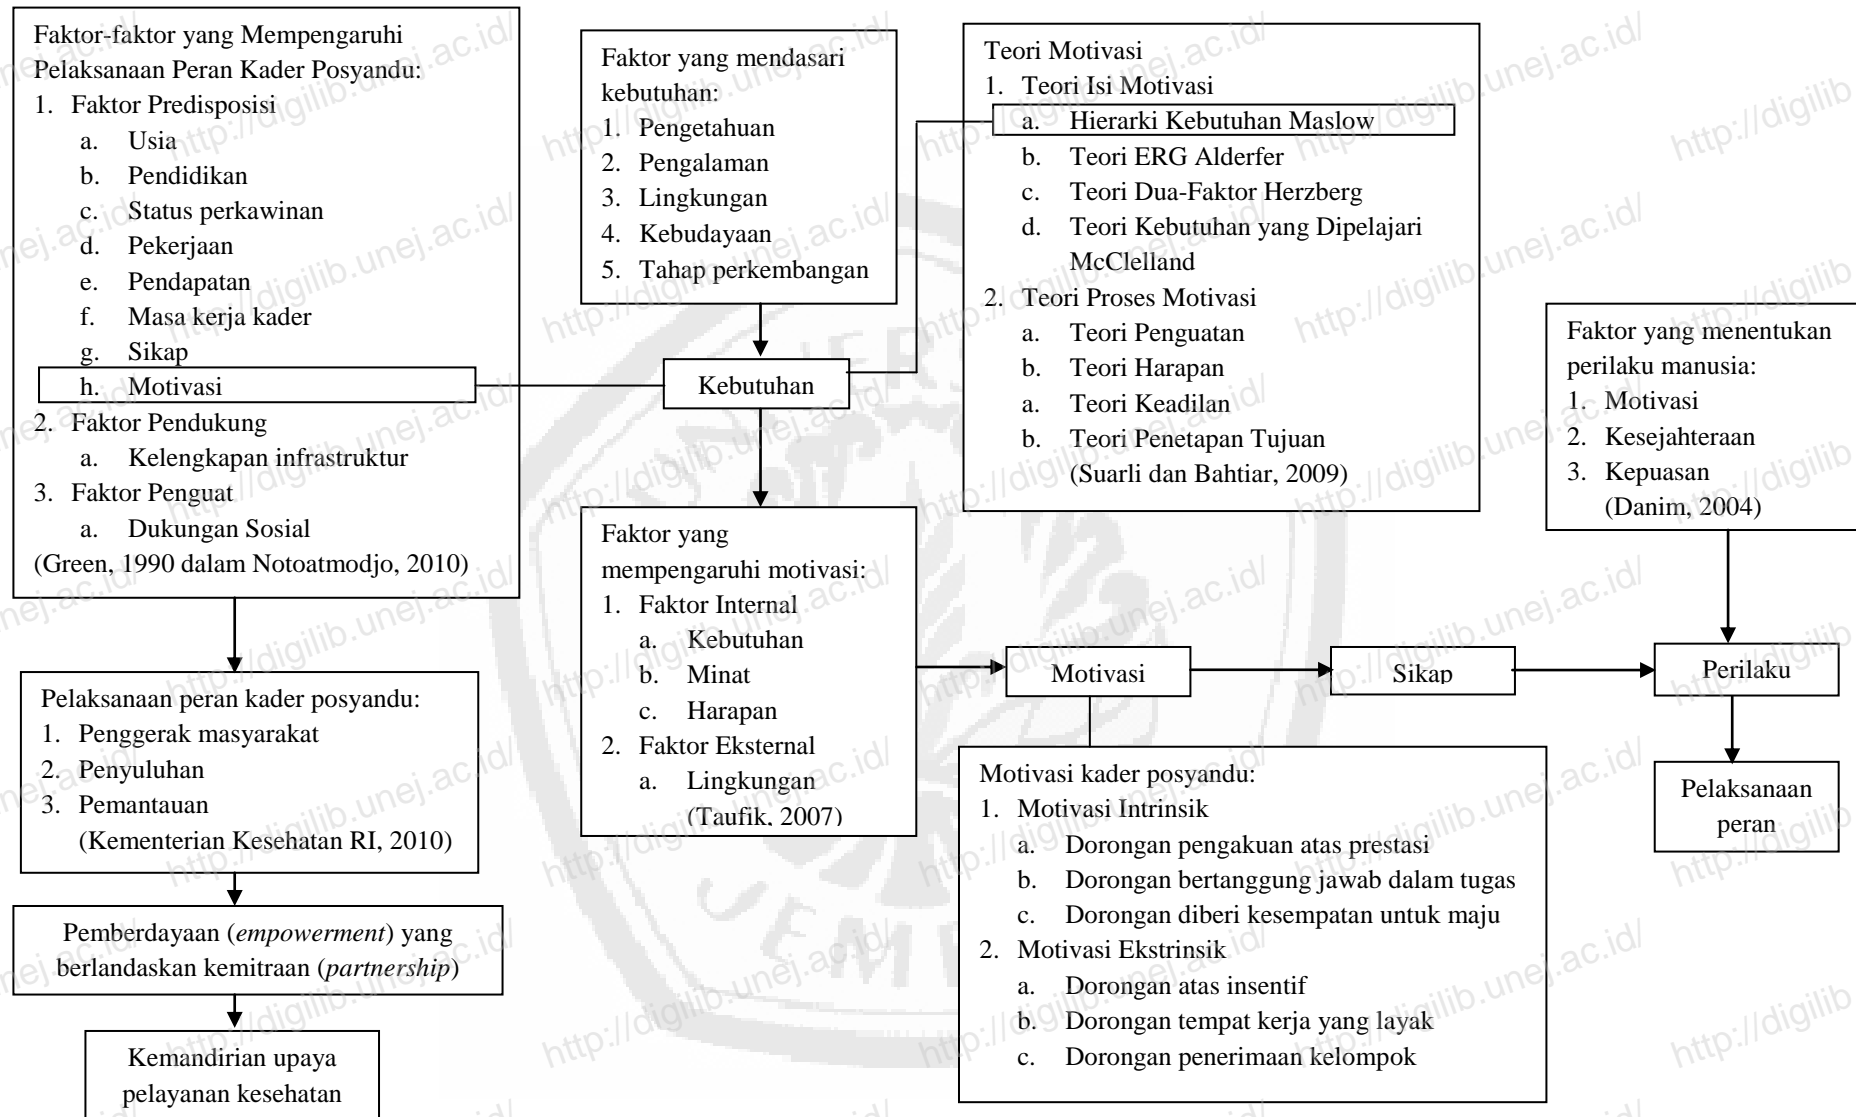 Faktor-faktor yang Mempengaruhi
Pelaksanaan Peran Kader Posyandu:
1. Faktor Predisposisi
a. Usia
b. Pendidikan
c. Status perkawinan
d. Pekerjaan
e. Pendapatan
f. Masa kerja kader
g. Sikap
h. Motivasi
2. Faktor Pendukung
a. Kelengkapan infrastruktur
3. Faktor Penguat
a. Dukungan Sosial
(Green, 1990 dalam Notoatmodjo, 2010)
Pelaksanaan peran kader posyandu:
1. Penggerak masyarakat
2. Penyuluhan
3. Pemantauan
(Kementerian Kesehatan RI, 2010)
Pemberdayaan (empowerment) yang
berlandaskan kemitraan (partnership)
Kemandirian upaya
pelayanan kesehatan
Faktor yang mendasari
kebutuhan:
1. Pengetahuan
2. Pengalaman
3. Lingkungan
4. Kebudayaan
5. Tahap perkembangan
Kebutuhan
Faktor yang
mempengaruhi motivasi:
1. Faktor Internal
a. Kebutuhan
b. Minat
c. Harapan
2. Faktor Eksternal
a. Lingkungan
(Taufik, 2007)
Teori Motivasi
1. Teori Isi Motivasi
a. Hierarki Kebutuhan Maslow
b. Teori ERG Alderfer
c. Teori Dua-Faktor Herzberg
d. Teori Kebutuhan yang Dipelajari
McClelland
2. Teori Proses Motivasi
a. Teori Penguatan
b. Teori Harapan
a. Teori Keadilan
b. Teori Penetapan Tujuan
(Suarli dan Bahtiar, 2009)
Motivasi
Sikap
Perilaku
Faktor yang menentukan
perilaku manusia:
1. Motivasi
2. Kesejahteraan
3. Kepuasan
(Danim, 2004)
Pelaksanaan
peran
Motivasi kader posyandu:
1. Motivasi Intrinsik
a. Dorongan pengakuan atas prestasi
b. Dorongan bertanggung jawab dalam tugas
c. Dorongan diberi kesempatan untuk maju
2. Motivasi Ekstrinsik
a. Dorongan atas insentif
b. Dorongan tempat kerja yang layak
c. Dorongan penerimaan kelompok
http://digilib.unej.ac.id/